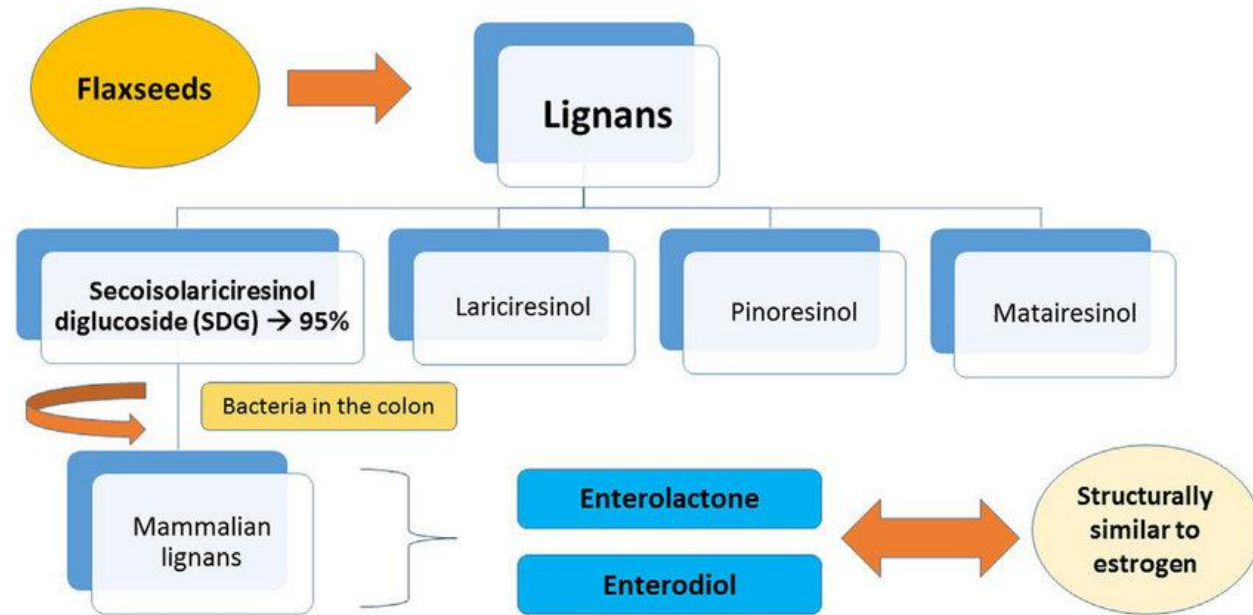 Flaxseeds
Lignans
Secoisolariciresinol
diglucoside (SDG) → 95%
Lariciresinol
Pinoresinol
Matairesinol
Bacteria in the colon
Mammalian
lignans
Enterolactone
Enterodiol
Structurally
similar to
estrogen